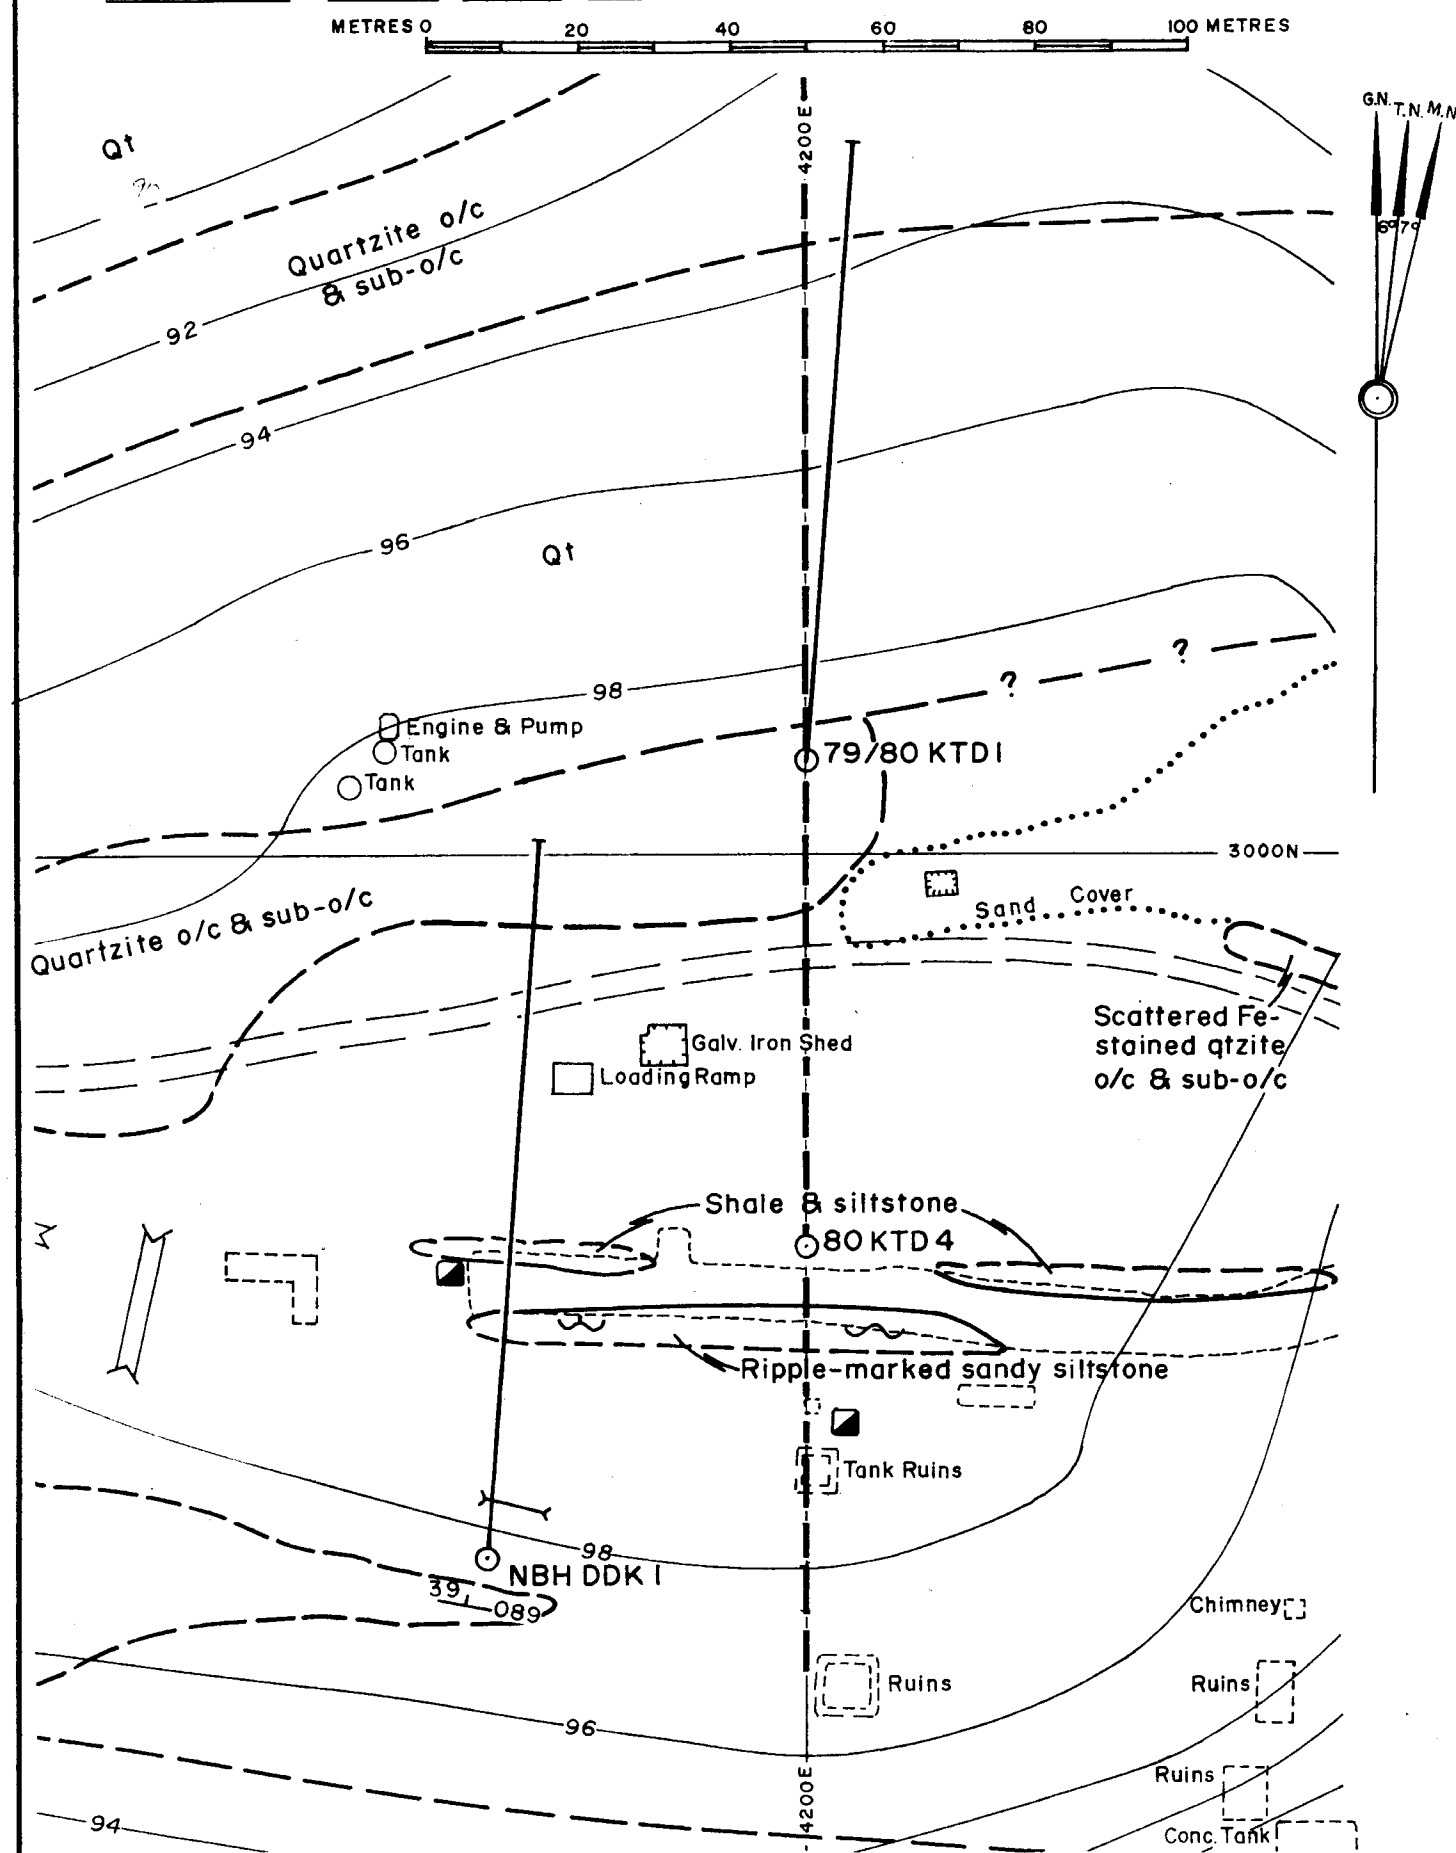 METRES 0 20 40 60 80 100 METRES
G.N. T.N. M.N
6° 7°
4200E
Qt
Quartzite o/c
& sub-o/c
92
94
96
Qt
98
?
?
Engine & Pump
Tank
Tank
79/80 KTD1
3000N
Sand Cover
Quartzite o/c & sub-o/c
Scattered Fe-
stained qtzite
o/c & sub-o/c
Galv. Iron Shed
Loading Ramp
Shale & siltstone
80 KTD 4
Ripple-marked sandy siltstone
Tank Ruins
98
NBH DDK 1
39
089
Chimney
Ruins
Ruins
96
Ruins
4200E
94
Conc. Tank